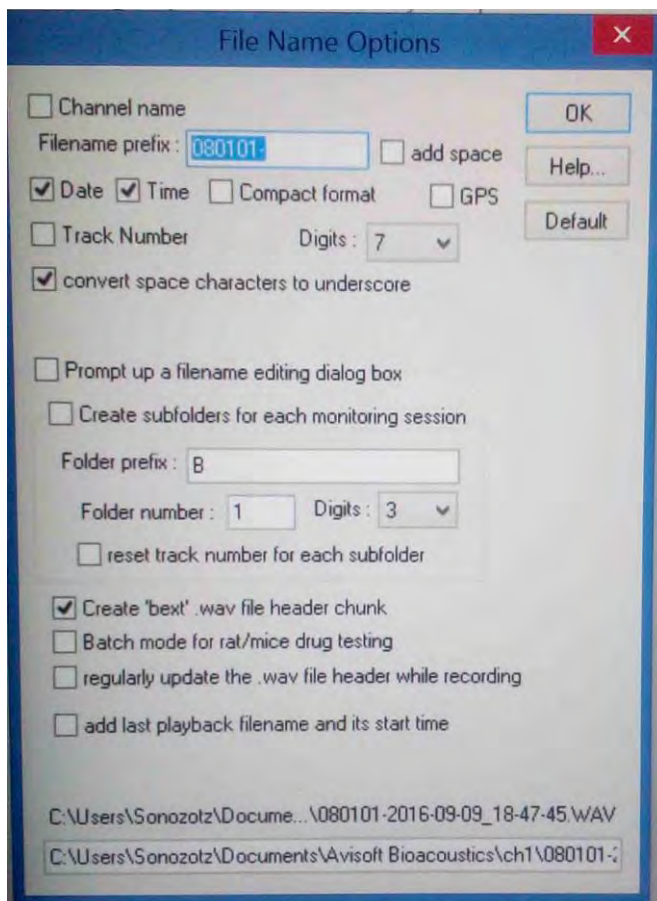 File Name Options
Channel name
OK
Filename prefix : 080101- add space
Help...
Date Time Compact format GPS
Default
Track Number Digits : 7
convert space characters to underscore
Prompt up a filename editing dialog box
Create subfolders for each monitoring session
Folder prefix : B
Folder number : 1 Digits : 3
reset track number for each subfolder
Create 'bext' .wav file header chunk
Batch mode for rat/mice drug testing
regularly update the .wav file header while recording
add last playback filename and its start time
C:\Users\Sonozotz\Docume...\080101-2016-09-09_18-47-45.WAV
C:\Users\Sonozotz\Documents\Avisoft Bioacoustics\ch1\080101-